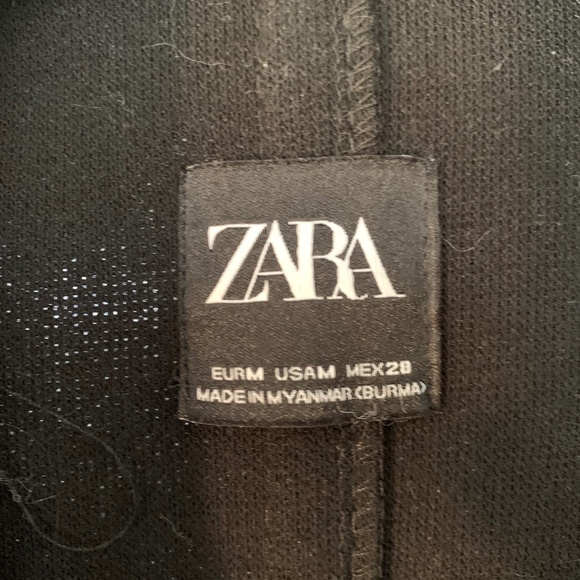 ZARA
EUR M USA M MEX 28
MADE IN MYANMAR (BURMA)